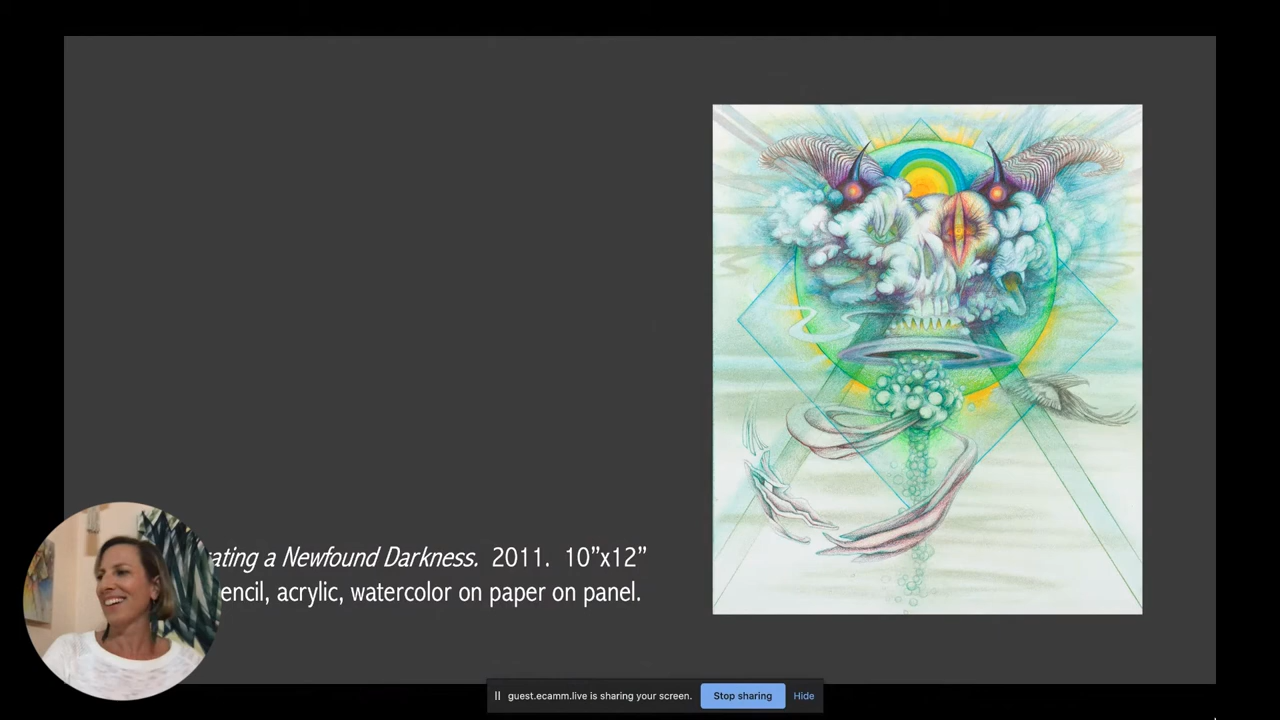 ating a Newfound Darkness. 2011. 10”x12”
encil, acrylic, watercolor on paper on panel.
guest.ecamm.live is sharing your screen. Stop sharing Hide